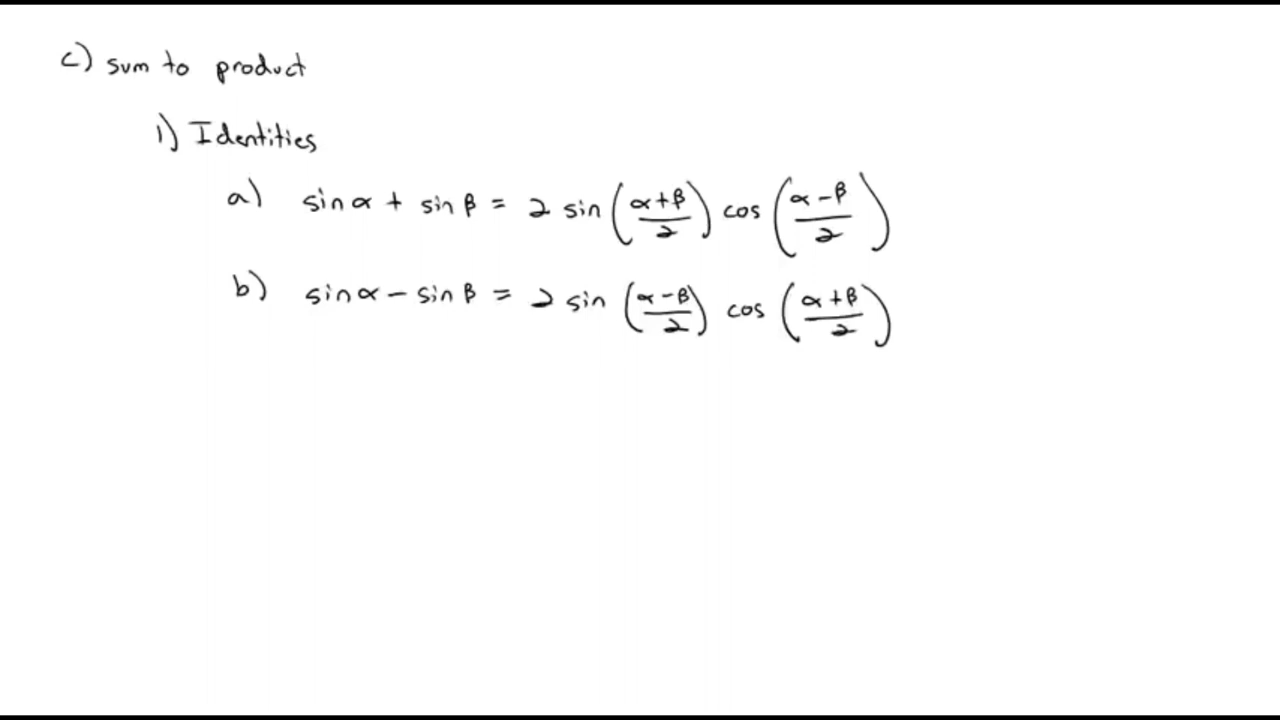 c) sum to product
1) Identities
a) sin α + sin β = 2 sin (α+β/2) cos (α-β/2)
b) sin α - sin β = 2 sin (α-β/2) cos (α+β/2)